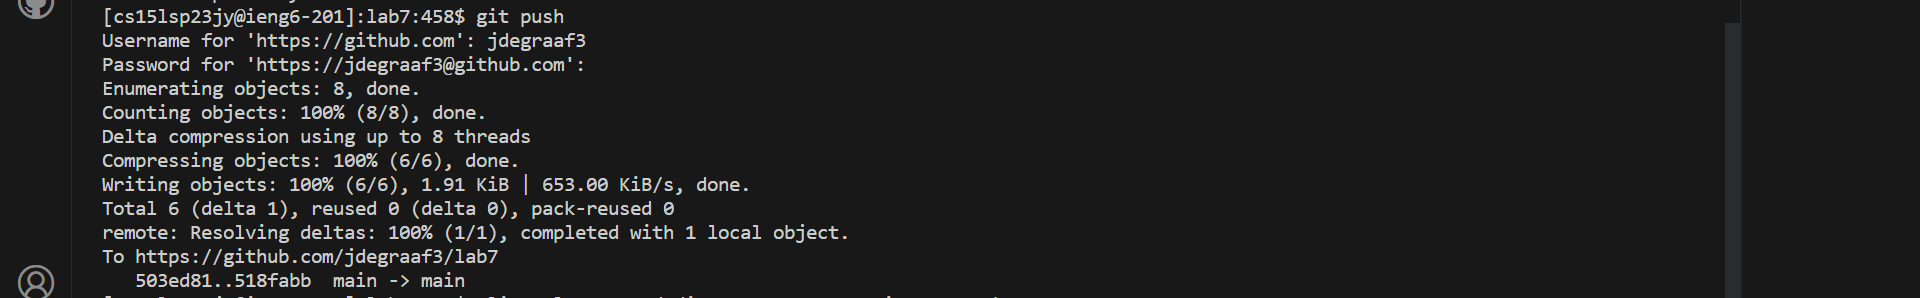 [cs15lsp23jy@ieng6-201]:lab7:458$ git push
Username for 'https://github.com': jdegraaf3
Password for 'https://jdegraaf3@github.com':
Enumerating objects: 8, done.
Counting objects: 100% (8/8), done.
Delta compression using up to 8 threads
Compressing objects: 100% (6/6), done.
Writing objects: 100% (6/6), 1.91 KiB | 653.00 KiB/s, done.
Total 6 (delta 1), reused 0 (delta 0), pack-reused 0
remote: Resolving deltas: 100% (1/1), completed with 1 local object.
To https://github.com/jdegraaf3/lab7
503ed81..518fabb  main -> main